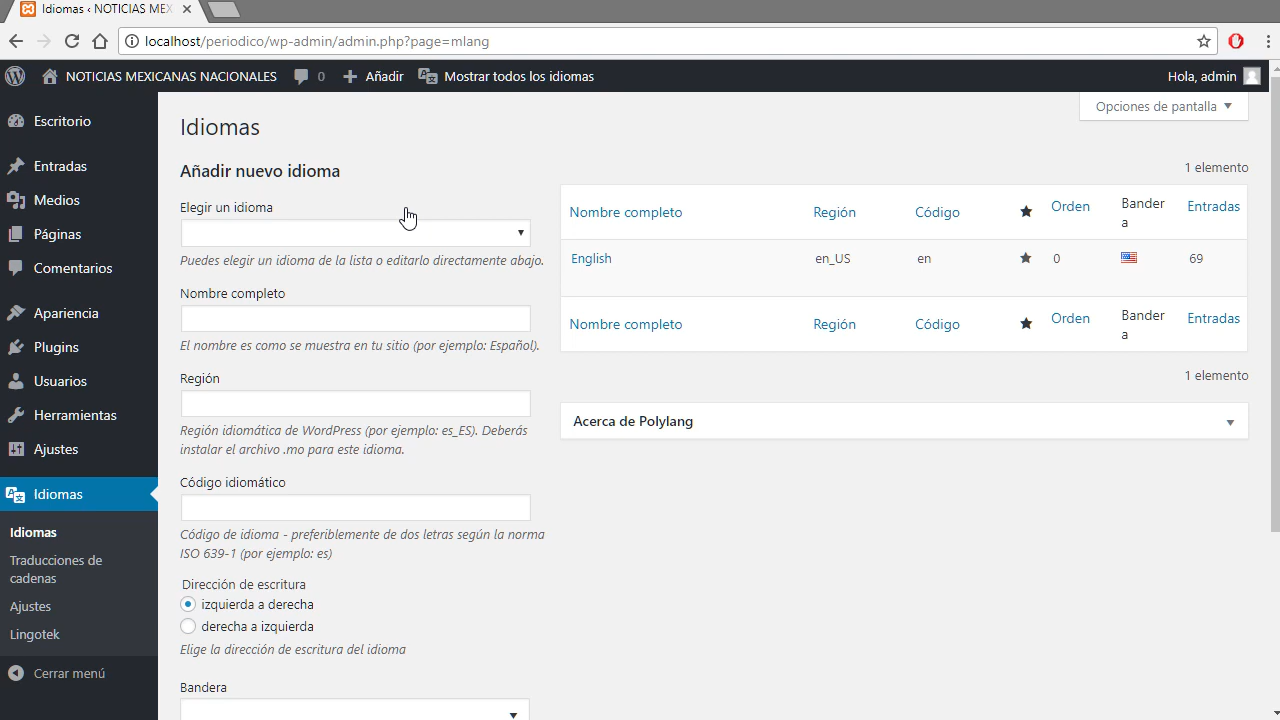 Idiomas ‹ NOTICIAS MEX
localhost/periodico/wp-admin/admin.php?page=mlang
NOTICIAS MEXICANAS NACIONALES
0
Añadir
Mostrar todos los idiomas
Hola, admin
Escritorio
Entradas
Medios
Páginas
Comentarios
Apariencia
Plugins
Usuarios
Herramientas
Ajustes
Idiomas
Idiomas
Traducciones de
cadenas
Ajustes
Lingotek
Cerrar menú
Opciones de pantalla
Idiomas
Añadir nuevo idioma
Elegir un idioma
Puedes elegir un idioma de la lista o editarlo directamente abajo.
Nombre completo
El nombre es como se muestra en tu sitio (por ejemplo: Español).
Región
Región idiomática de WordPress (por ejemplo: es_ES). Deberás
instalar el archivo .mo para este idioma.
Código idiomático
Código de idioma - preferiblemente de dos letras según la norma
ISO 639-1 (por ejemplo: es)
Dirección de escritura
izquierda a derecha
derecha a izquierda
Elige la dirección de escritura del idioma
Bandera
1 elemento
Nombre completo Región Código Orden Bander Entradas
a
English en_US en 0 69
Nombre completo Región Código Orden Bander Entradas
a
1 elemento
Acerca de Polylang